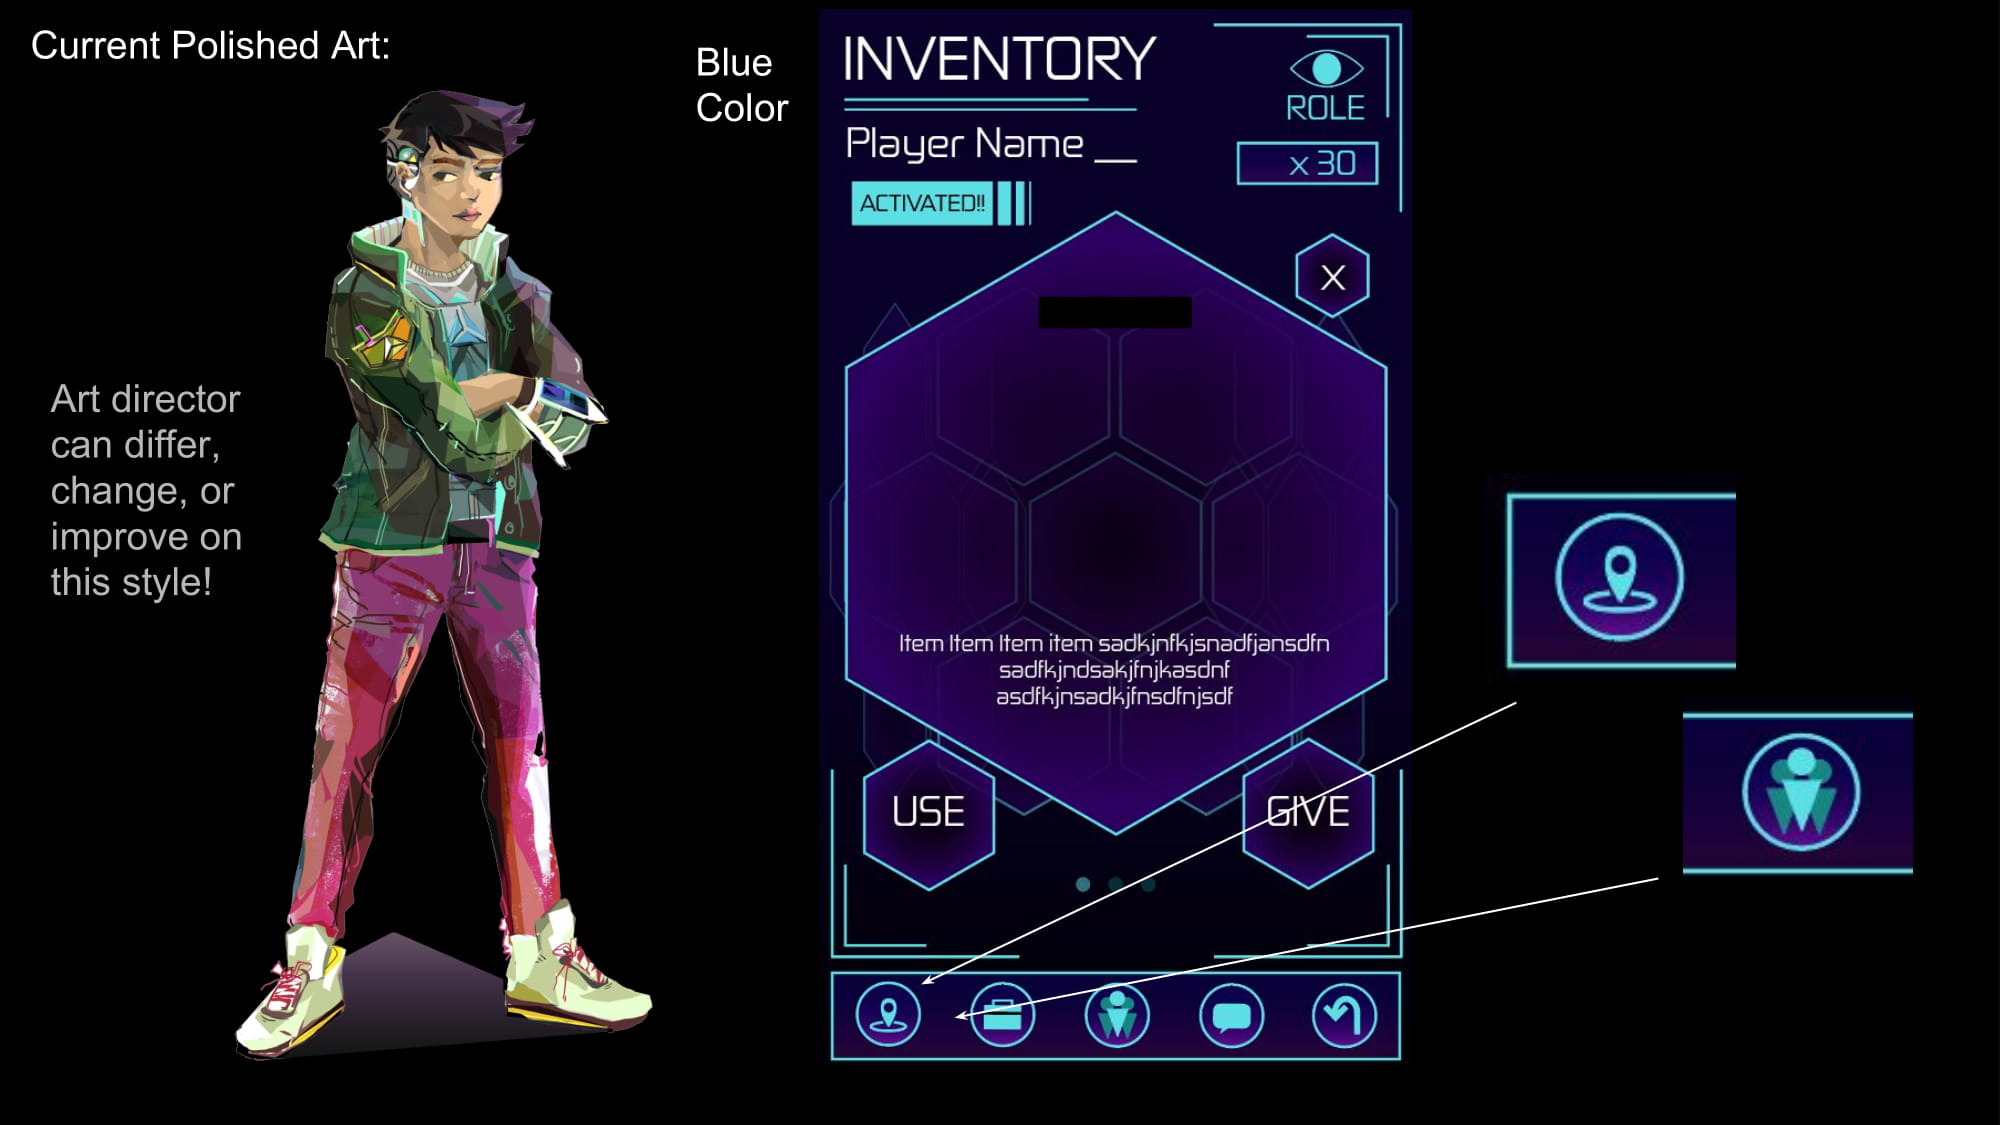 Current Polished Art:
Art director
can differ,
change, or
improve on
this style!
Blue
Color
INVENTORY
ROLE
Player Name __
x 30
ACTIVATED!!
X
Item Item Item item sadkjnfkjsnadfjansdfn
sadfkjndsakjfnjkasdnf
asdfkjnsadkjfnsdfnjsdf
USE
GIVE